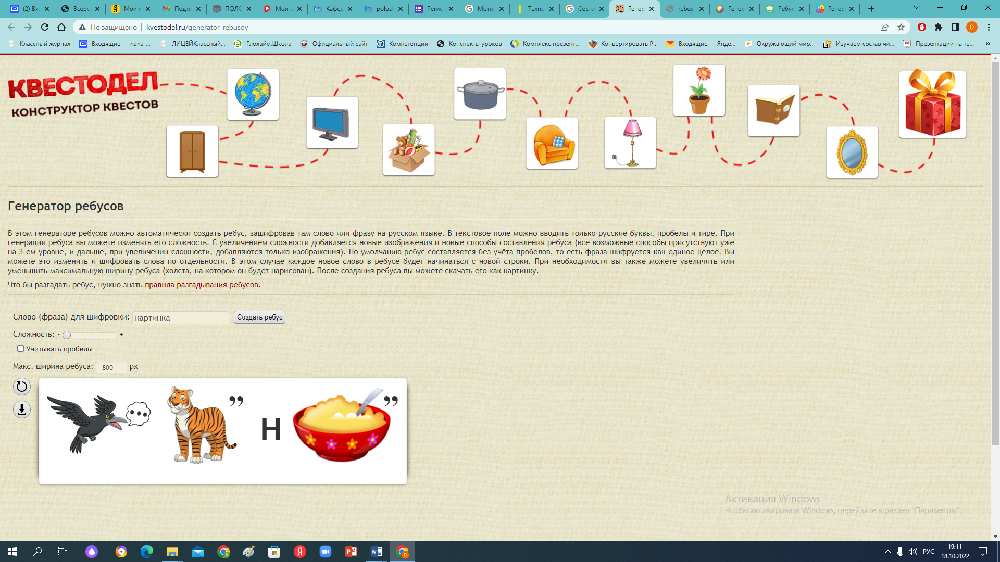 (2) Вхо
Всеро
Мои к
Подтв
ПОЛО
Мои з
Кафед
polozh
Регист
Мотив
Техно
Соста
Генер
rebus
Генер
Ребус
Генер
Не защищено
kvestodel.ru/generator-rebusov
О
Классный журнал
Входящие — nana-...
ЛИЦЕЙКлассный...
Глолайм.Школа
Официальный сайт
Компетенции
Конспекты уроков
Комплекс презент...
Конвертировать P...
Входящие — Янде...
Окружающий мир...
Изучаем состав чи...
Презентации на те...
»
КВЕСТОДЕЛ
КОНСТРУКТОР КВЕСТОВ
Генератор ребусов
В этом генераторе ребусов можно автоматически создать ребус, зашифровав там слово или фразу на русском языке. В текстовое поле можно вводить только русские буквы, пробелы и тире. При
генерации ребуса вы можете изменять его сложность. С увеличением сложности добавляется новые изображения и новые способы составления ребуса (все возможные способы присутствуют уже
на 3-ем уровне, и дальше, при увеличении сложности, добавляются только изображения). По умолчанию ребус составляется без учёта пробелов, то есть фраза шифруется как единое целое. Вы
можете это изменить и шифровать слова по отдельности. В этом случае каждое новое слово в ребусе будет начинаться с новой строки. При необходимости вы также можете увеличить или
уменьшить максимальную ширину ребуса (холста, на котором он будет нарисован). После создания ребуса вы можете скачать его как картинку.
Что бы разгадать ребус, нужно знать правила разгадывания ребусов.
Слово (фраза) для шифровки: картинка Создать ребус
Сложность: - +
Учитывать пробелы
Макс. ширина ребуса: 800 px
,, Н ,,
Активация Windows
Чтобы активировать Windows, перейдите в раздел "Параметры".
РУС
19:11
18.10.2022